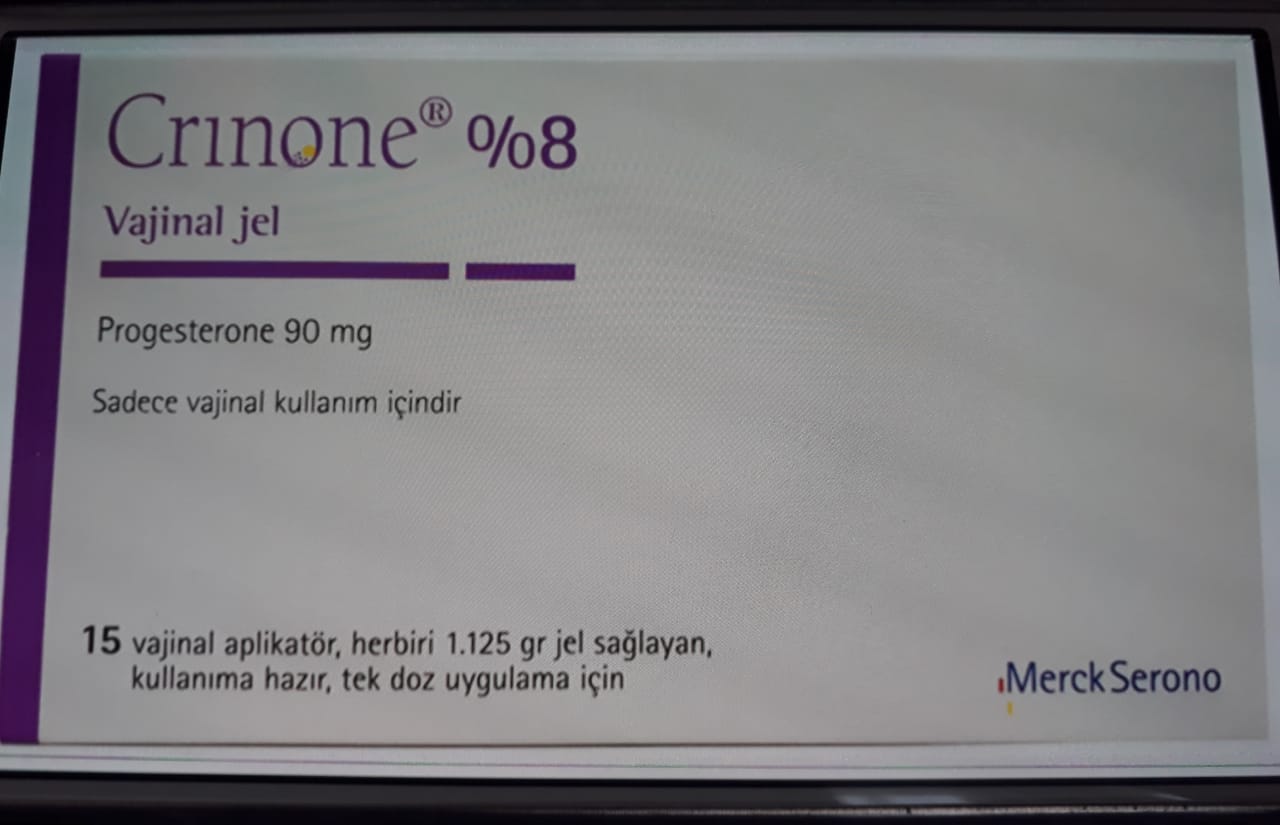 Crinone® %8
Vajinal jel
Progesterone 90 mg
Sadece vajinal kullanım içindir
15 vajinal aplikatör, herbiri 1.125 gr jel sağlayan,
kullanıma hazır, tek doz uygulama için
Merck Serono